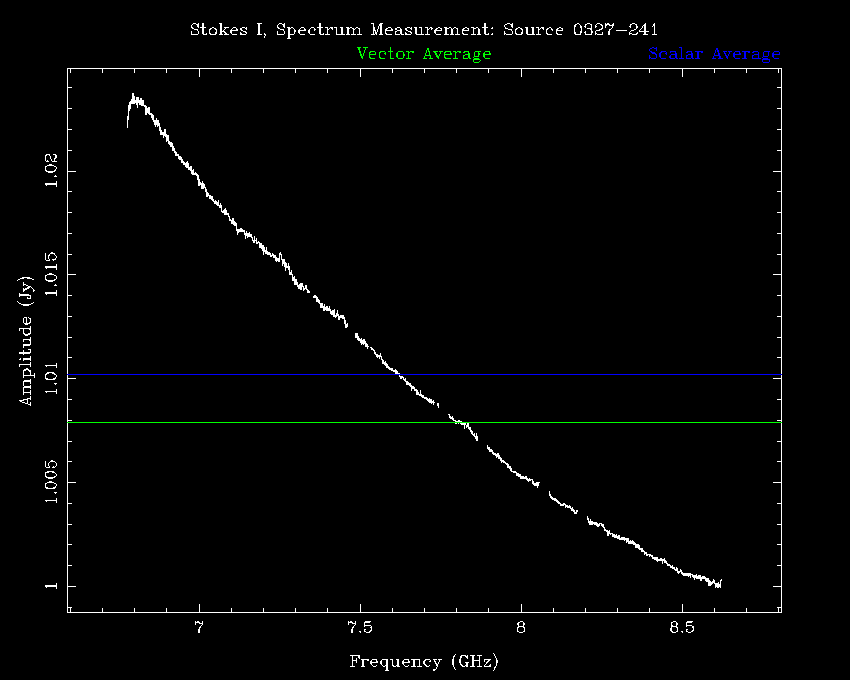 Stokes I, Spectrum Measurement: Source 0327−241
Vector Average
Scalar Average
Amplitude (Jy)
1.02
1.015
1.01
1.005
1
7
7.5
8
8.5
Frequency (GHz)